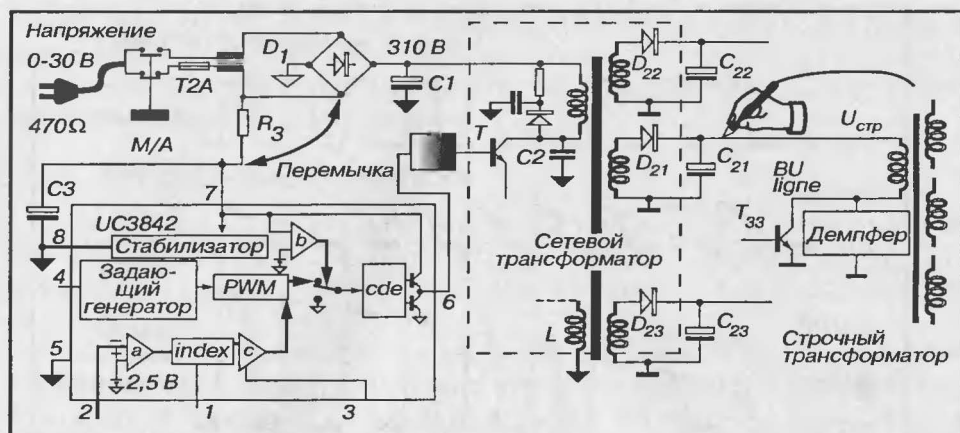 Напряжение
0-30 В
T2A
470Ω
М/А
D1
310 В
C1
R3
Перемычка
7
C3
UC3842
8
Стабилизатор
b
4
Задаю-
щий
генератор
PWM
cde
6
5
a
index
c
2,5 В
2
1
3
T
C2
Сетевой
трансформатор
L
D22
C22
D21
C21
D23
C23
Uстр
BU
ligne
T33
Демпфер
Строчный
трансформатор